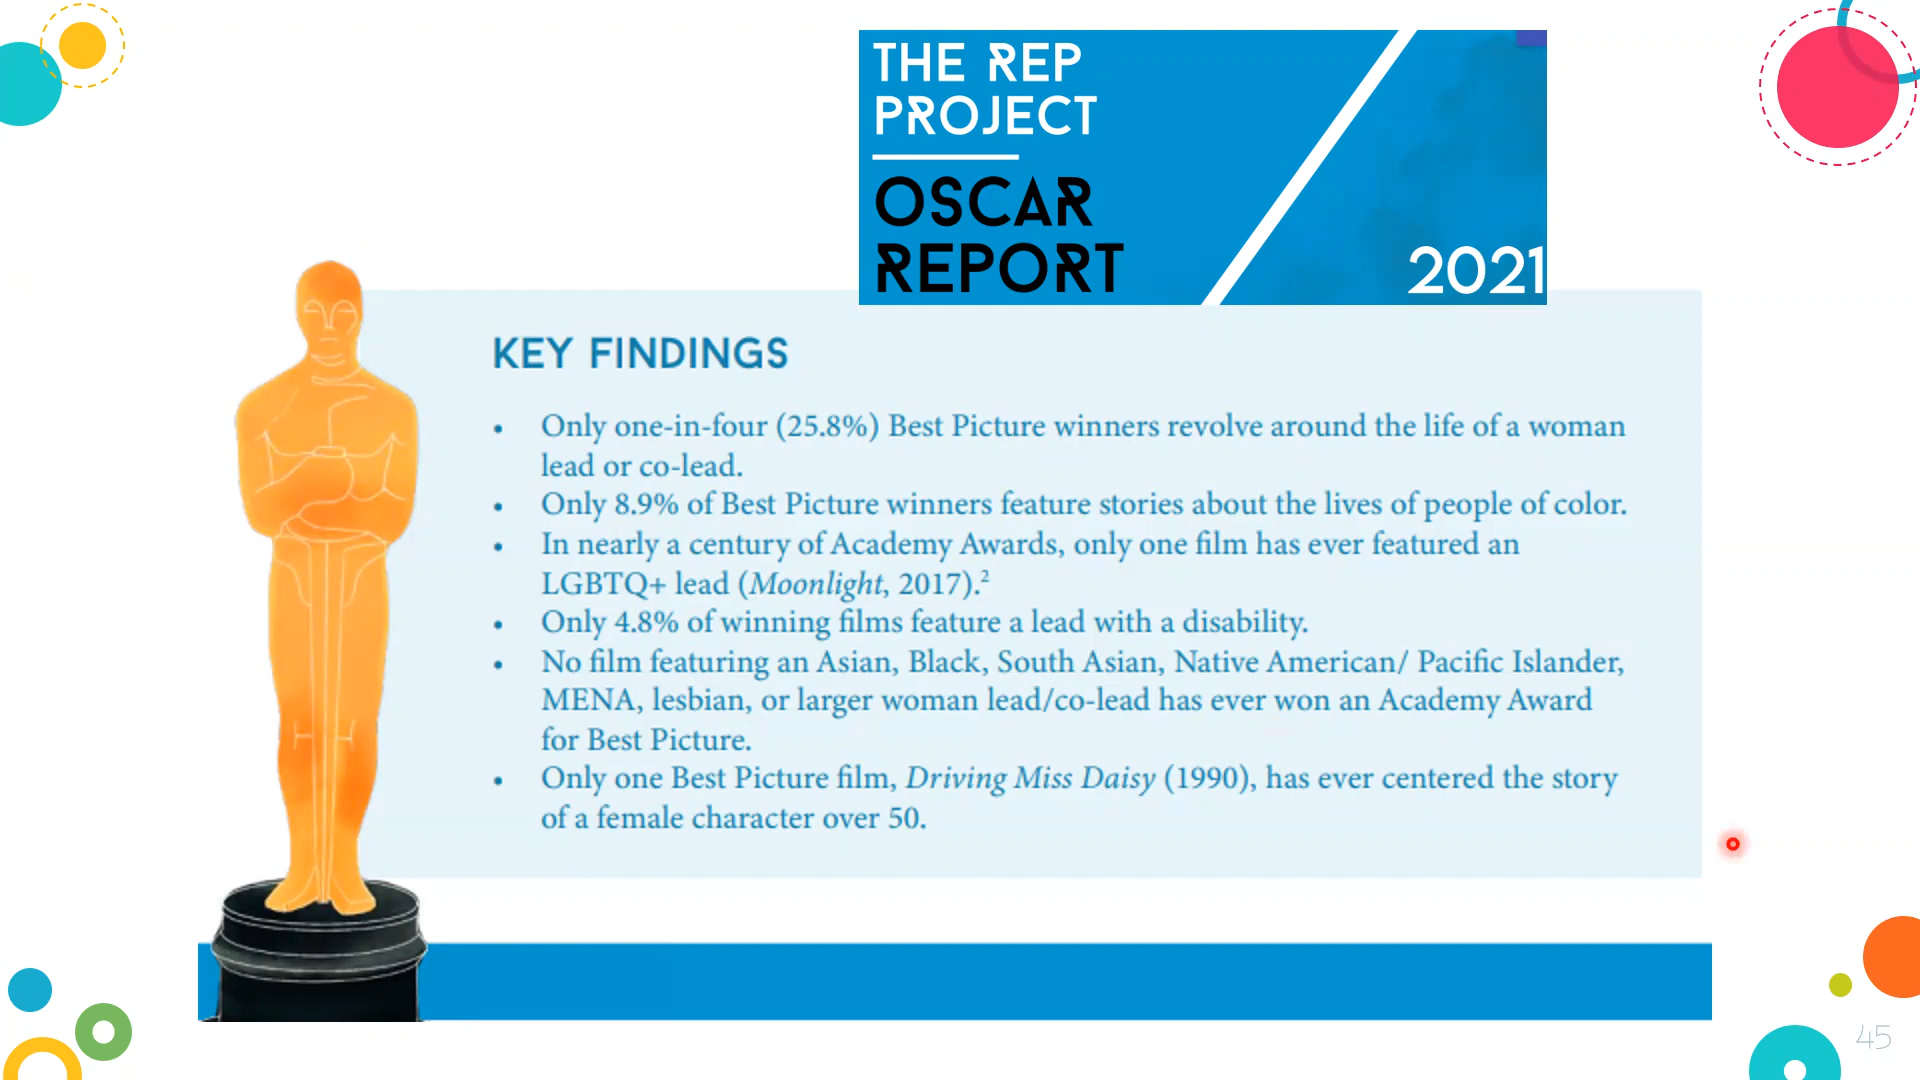 THE REP
PROJECT
OSCAR
REPORT
2021
KEY FINDINGS
• Only one-in-four (25.8%) Best Picture winners revolve around the life of a woman
lead or co-lead.
• Only 8.9% of Best Picture winners feature stories about the lives of people of color.
• In nearly a century of Academy Awards, only one film has ever featured an
LGBTQ+ lead (Moonlight, 2017).²
• Only 4.8% of winning films feature a lead with a disability.
• No film featuring an Asian, Black, South Asian, Native American/ Pacific Islander,
MENA, lesbian, or larger woman lead/co-lead has ever won an Academy Award
for Best Picture.
• Only one Best Picture film, Driving Miss Daisy (1990), has ever centered the story
of a female character over 50.
45